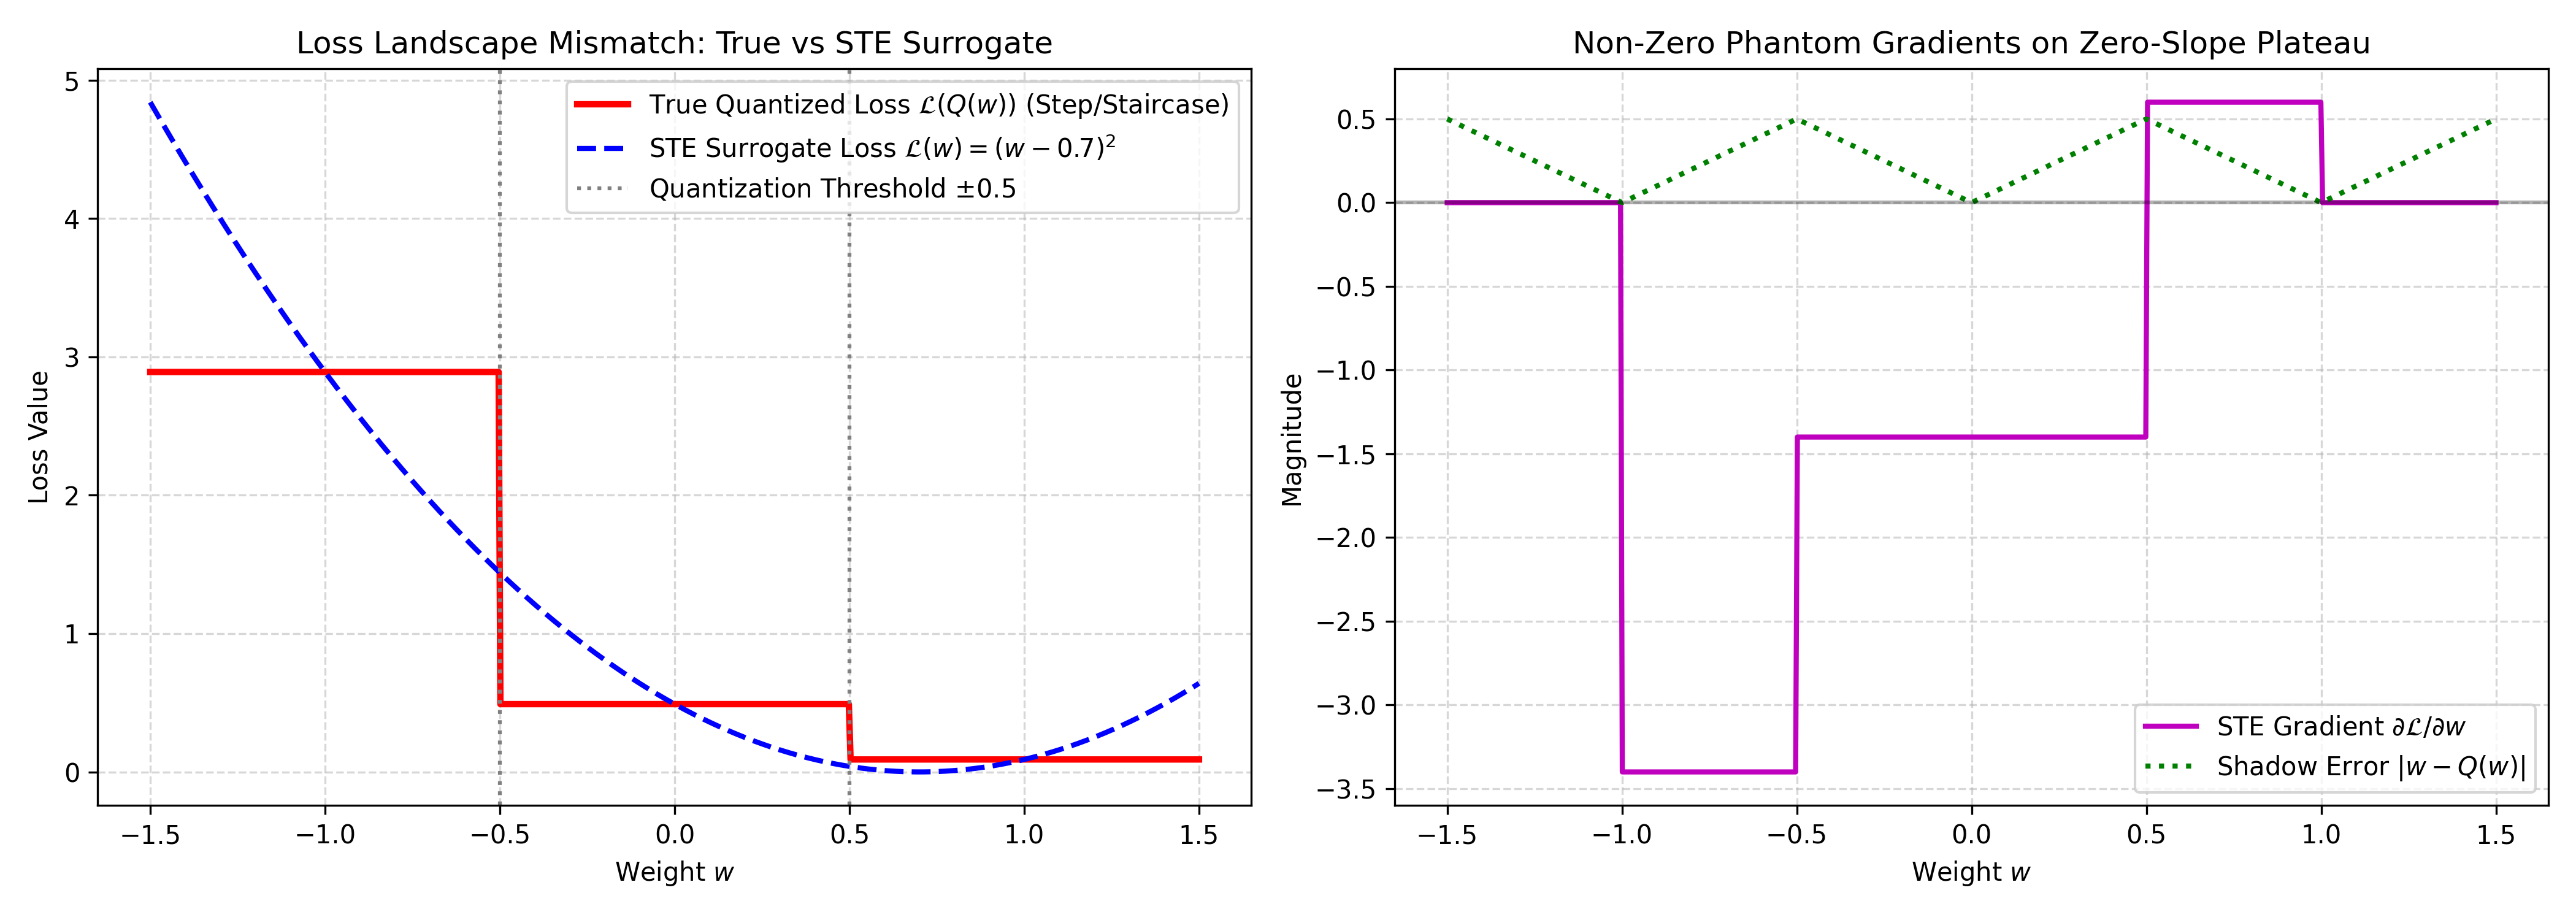 Loss Landscape Mismatch: True vs STE Surrogate
5
4
3
2
1
0
Loss Value
True Quantized Loss ℒ(Q(w)) (Step/Staircase)
STE Surrogate Loss ℒ(w) = (w − 0.7)²
Quantization Threshold ±0.5
−1.5 −1.0 −0.5 0.0 0.5 1.0 1.5
Weight w
Non-Zero Phantom Gradients on Zero-Slope Plateau
0.5
0.0
−0.5
−1.0
−1.5
−2.0
−2.5
−3.0
−3.5
Magnitude
STE Gradient ∂ℒ/∂w
Shadow Error |w − Q(w)|
−1.5 −1.0 −0.5 0.0 0.5 1.0 1.5
Weight w